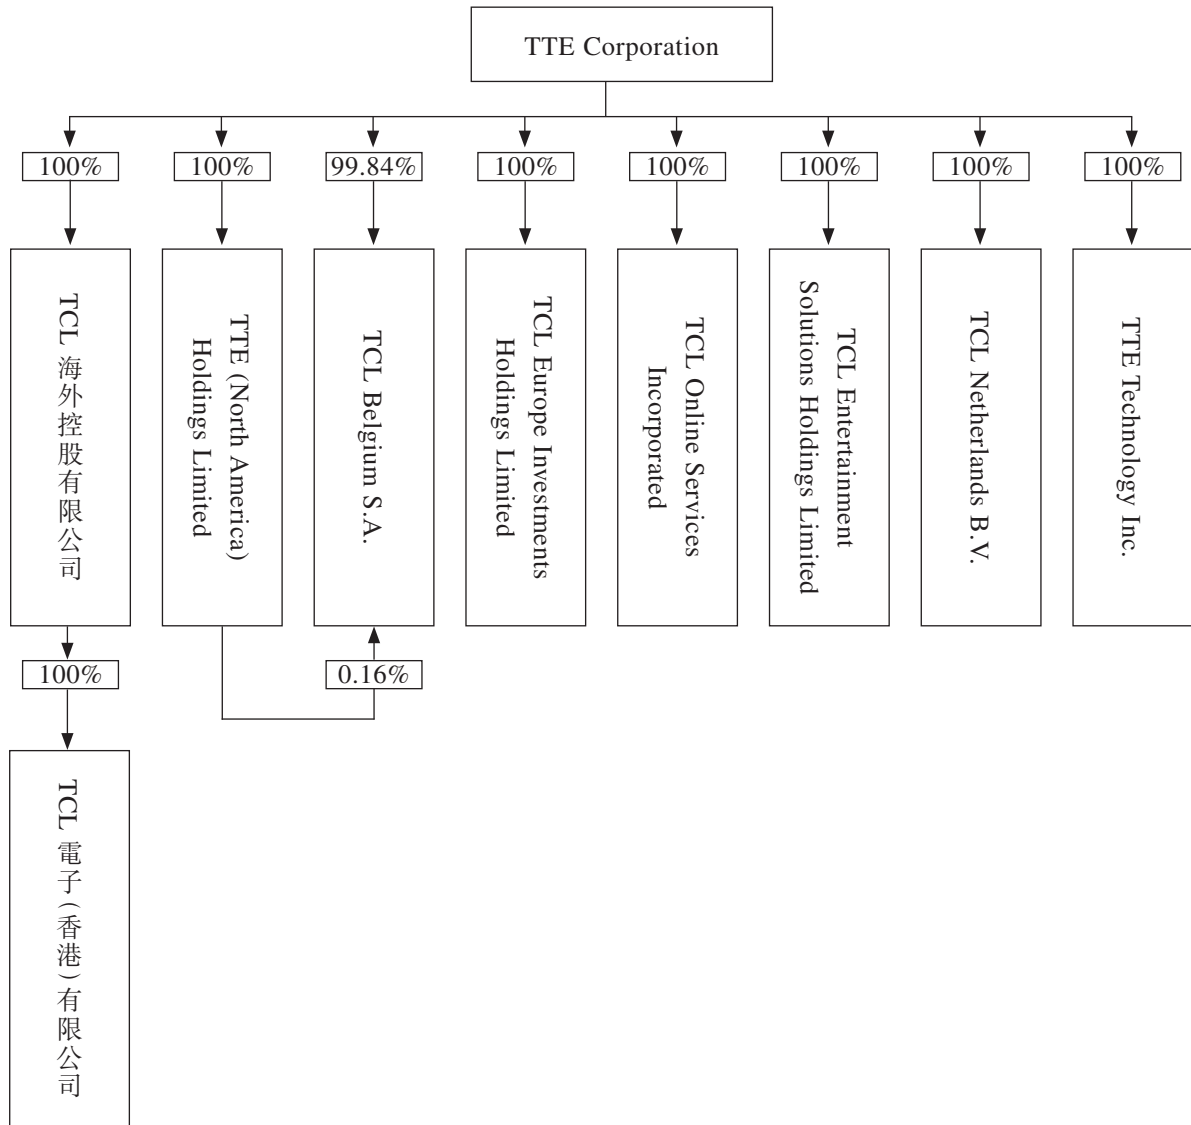 TTE Corporation
100%
100%
99.84%
100%
100%
100%
100%
100%
TCL 海外控股有限公司
TTE (North America)
Holdings Limited
TCL Belgium S.A.
TCL Europe Investments
Holdings Limited
TCL Online Services
Incorporated
TCL Entertainment
Solutions Holdings Limited
TCL Netherlands B.V.
TTE Technology Inc.
100%
0.16%
TCL 電子(香港)有限公司